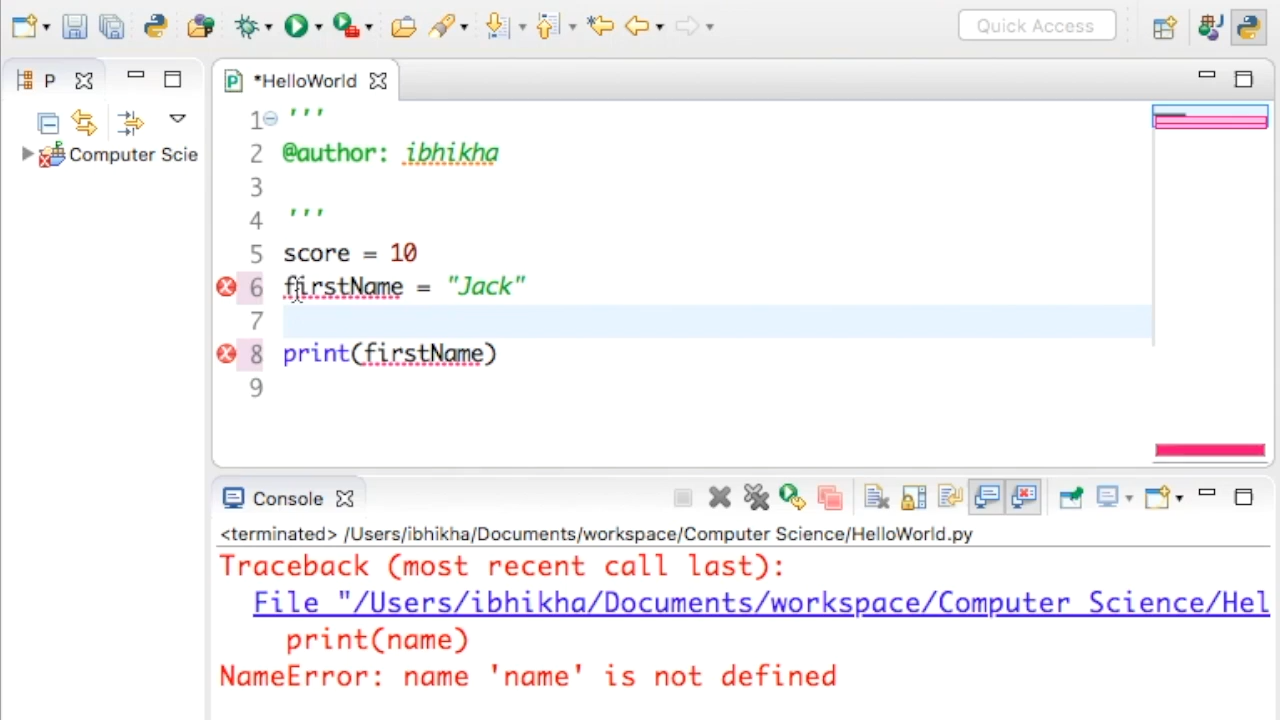 Quick Access
P
*HelloWorld
Computer Scie
1 '''
2 @author: ibhikha
3
4 '''
5 score = 10
6 firstName = "Jack"
7
8 print(firstName)
9
Console
<terminated> /Users/ibhikha/Documents/workspace/Computer Science/HelloWorld.py
Traceback (most recent call last):
File "/Users/ibhikha/Documents/workspace/Computer Science/Hel
print(name)
NameError: name 'name' is not defined